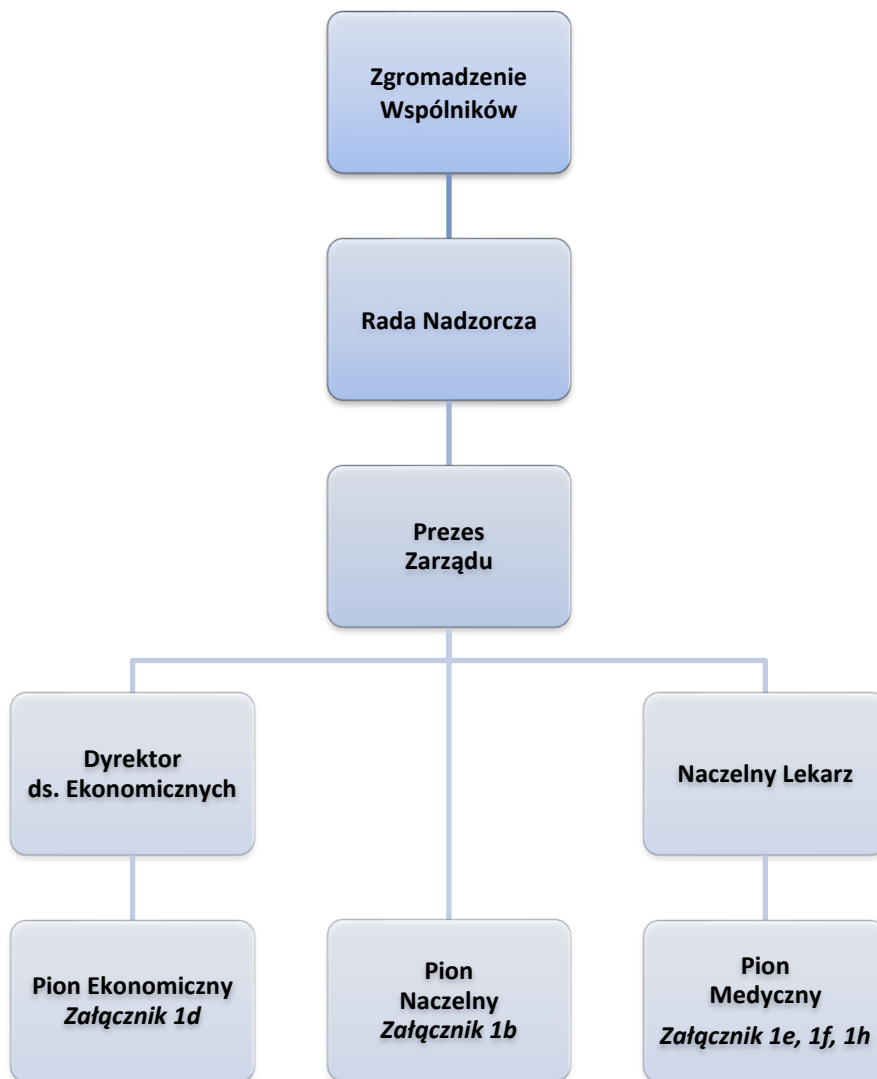 Zgromadzenie
Wspólników
Rada Nadzorcza
Prezes
Zarządu
Dyrektor
ds. Ekonomicznych
Naczelny Lekarz
Pion Ekonomiczny
Załącznik 1d
Pion
Naczelny
Załącznik 1b
Pion
Medyczny
Załącznik 1e, 1f, 1h